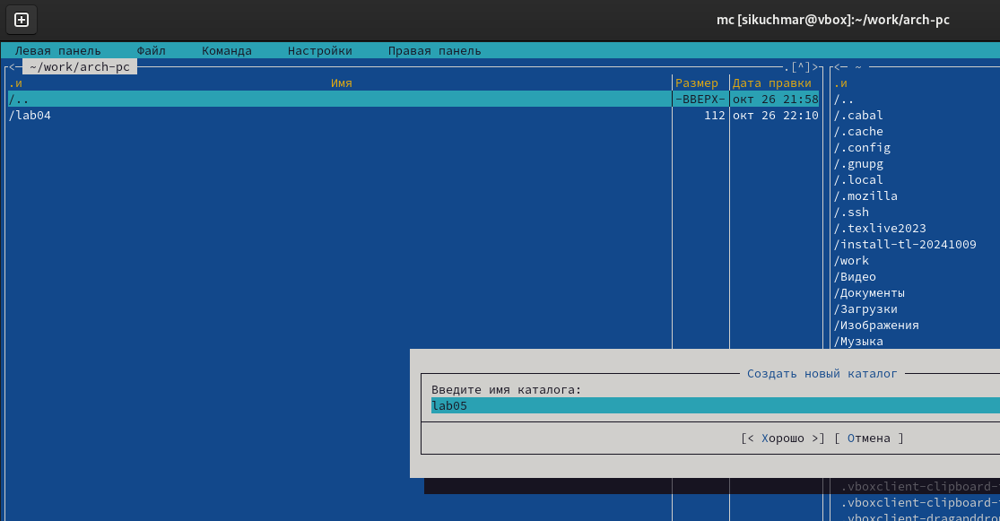 mc [sikuchmar@vbox]:~/work/arch-pc
Левая панель Файл Команда Настройки Правая панель
<─ ~/work/arch-pc .[^]>
.и Имя Размер Дата правки
/.. -ВВЕРХ- окт 26 21:58
/lab04 112 окт 26 22:10
<─ ~
.и
/..
/.cabal
/.cache
/.config
/.gnupg
/.local
/.mozilla
/.ssh
/.texlive2023
/install-tl-20241009
/work
/Видео
/Документы
/Загрузки
/Изображения
/Музыка
Создать новый каталог
Введите имя каталога:
lab05
[< Хорошо >] [ Отмена ]
.vboxclient-clipboard-
.vboxclient-clipboard-
.vboxclient-draganddro